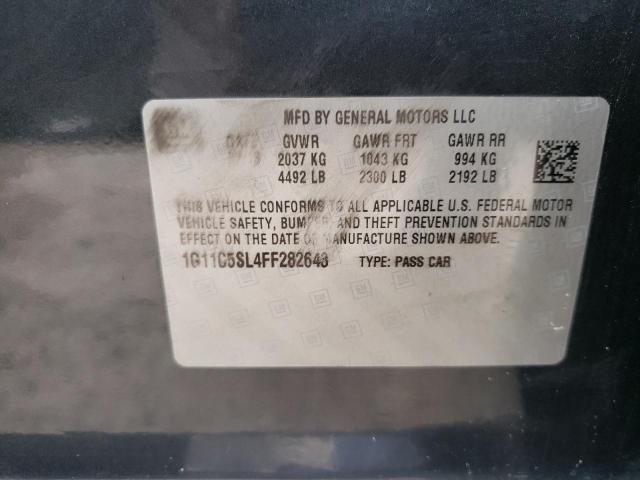 MFD BY GENERAL MOTORS LLC
DATE GVWR GAWR FRT GAWR RR
2037 KG 1043 KG 994 KG
4492 LB 2300 LB 2192 LB
THIS VEHICLE CONFORMS TO ALL APPLICABLE U.S. FEDERAL MOTOR
VEHICLE SAFETY, BUMPER, AND THEFT PREVENTION STANDARDS IN
EFFECT ON THE DATE OF MANUFACTURE SHOWN ABOVE.
1G11C5SL4FF282643 TYPE: PASS CAR